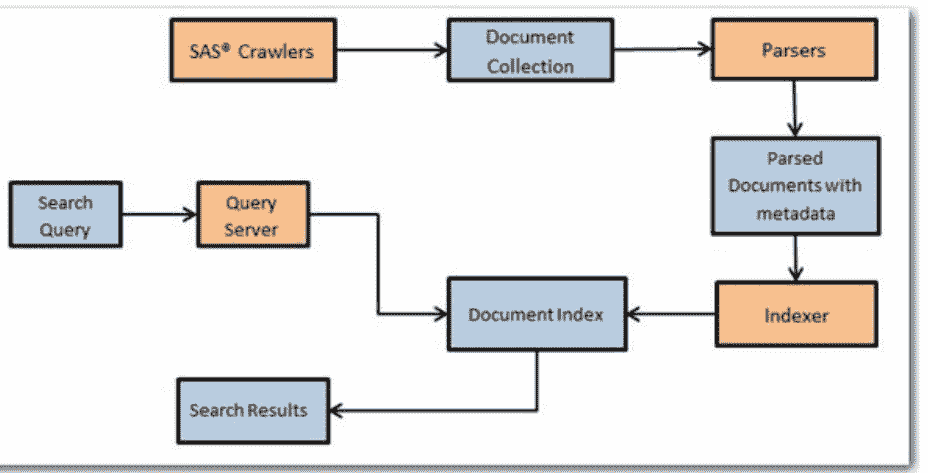 SAS® Crawlers
Document
Collection
Parsers
Parsed
Documents with
metadata
Search
Query
Query
Server
Document Index
Indexer
Search Results